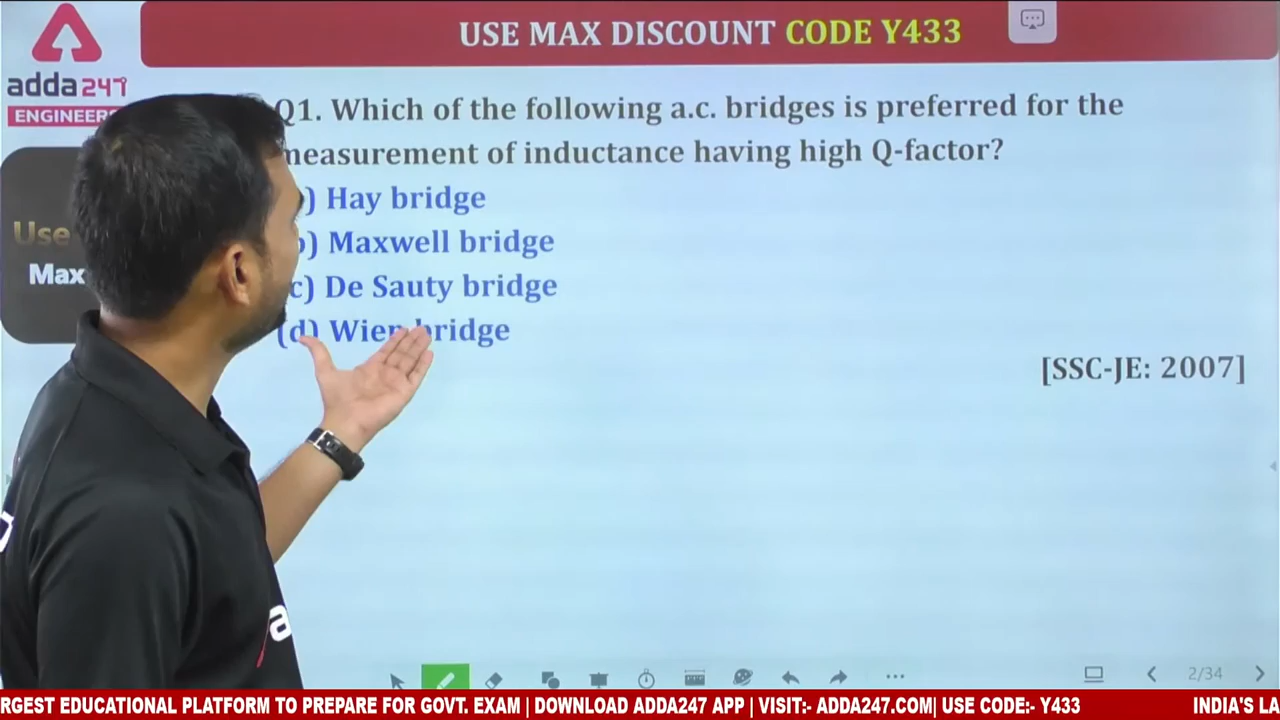 USE MAX DISCOUNT CODE Y433
adda247
ENGINEERS
Q1. Which of the following a.c. bridges is preferred for the
measurement of inductance having high Q-factor?
) Hay bridge
) Maxwell bridge
c) De Sauty bridge
(d) Wien bridge
[SSC-JE: 2007]
Use
Max
a
2/34
RGEST EDUCATIONAL PLATFORM TO PREPARE FOR GOVT. EXAM | DOWNLOAD ADDA247 APP | VISIT:- ADDA247.COM| USE CODE:- Y433 INDIA'S LA